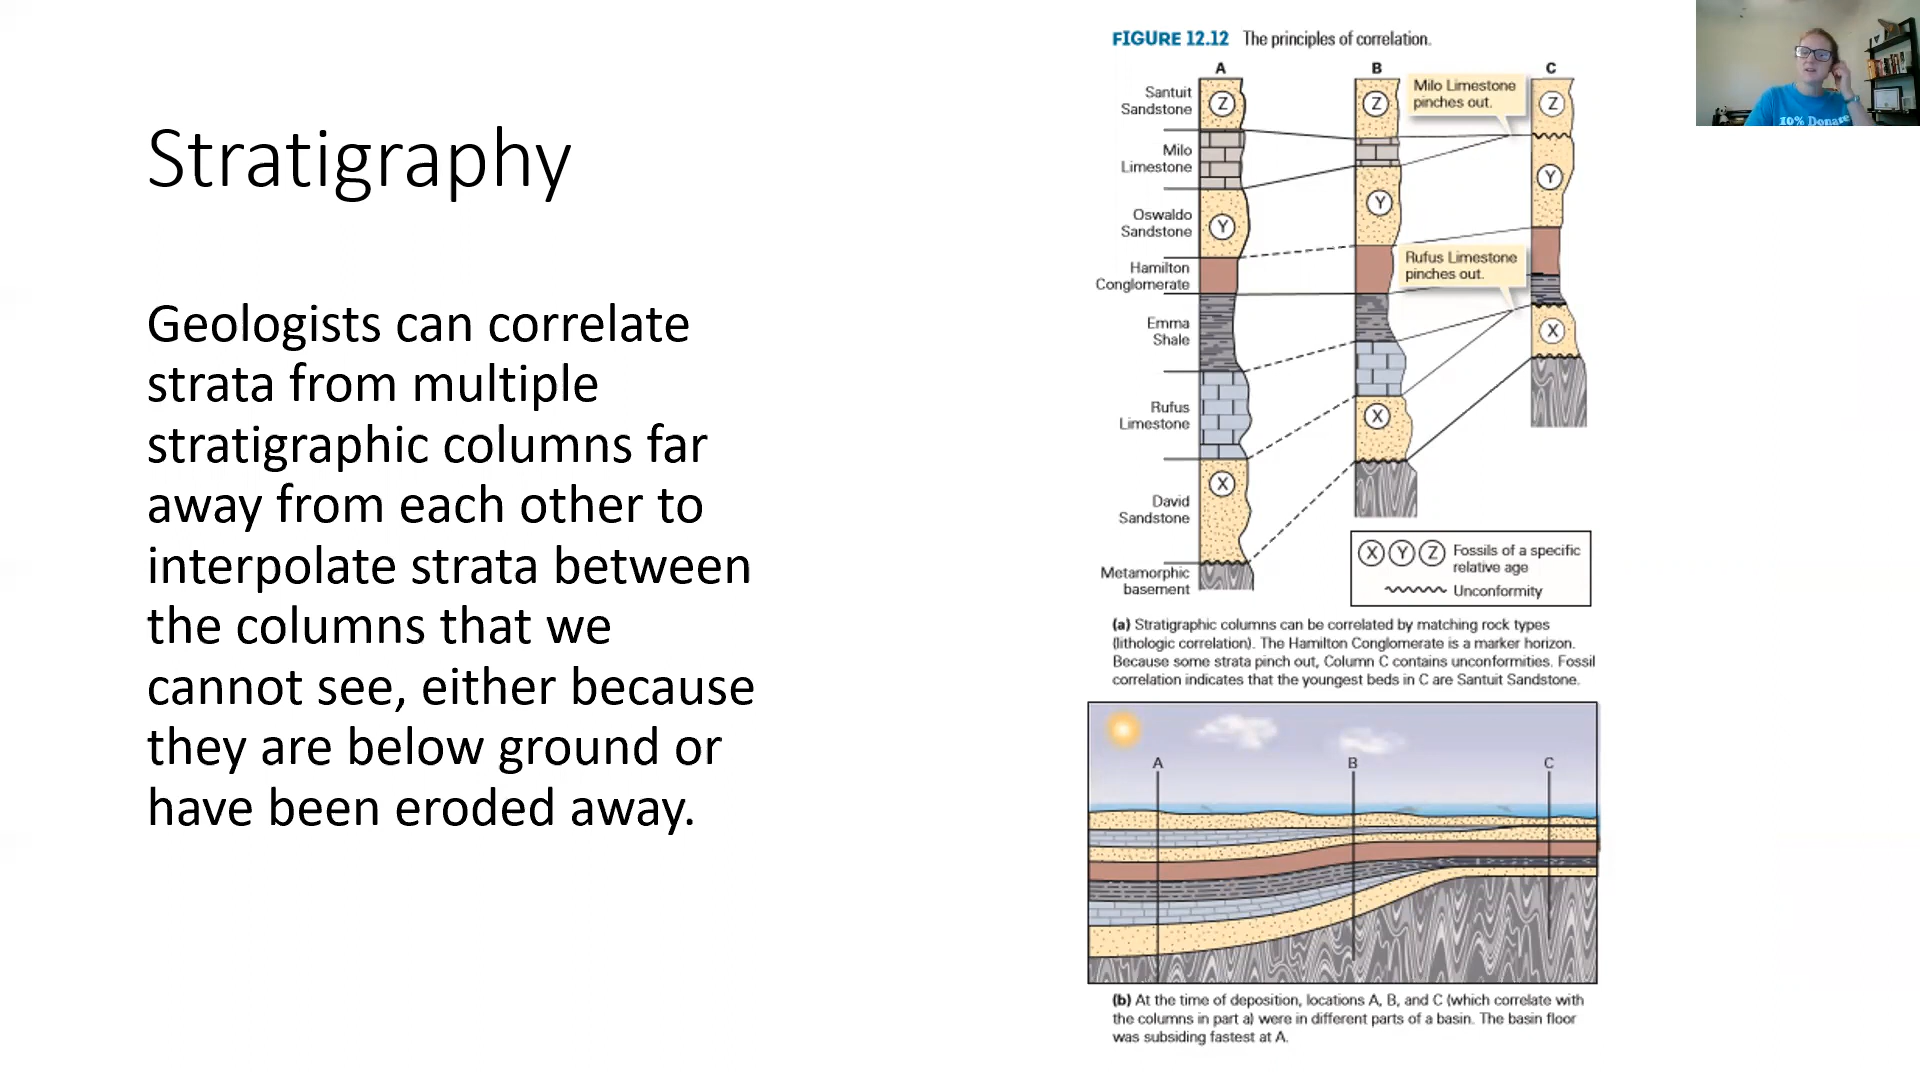 Stratigraphy
Geologists can correlate
strata from multiple
stratigraphic columns far
away from each other to
interpolate strata between
the columns that we
cannot see, either because
they are below ground or
have been eroded away.
FIGURE 12.12 The principles of correlation.
A
B
C
Santuit
Sandstone
Milo
Limestone
Oswaldo
Sandstone
Hamilton
Conglomerate
Emma
Shale
Rufus
Limestone
David
Sandstone
Metamorphic
basement
Z
Y
X
Z
Y
X
Z
Y
X
Milo Limestone
pinches out.
Rufus Limestone
pinches out.
X Y Z Fossils of a specific
relative age
Unconformity
(a) Stratigraphic columns can be correlated by matching rock types
(lithologic correlation). The Hamilton Conglomerate is a marker horizon.
Because some strata pinch out, Column C contains unconformities. Fossil
correlation indicates that the youngest beds in C are Santuit Sandstone.
A
B
C
(b) At the time of deposition, locations A, B, and C (which correlate with
the columns in part a) were in different parts of a basin. The basin floor
was subsiding fastest at A.
10% Donate